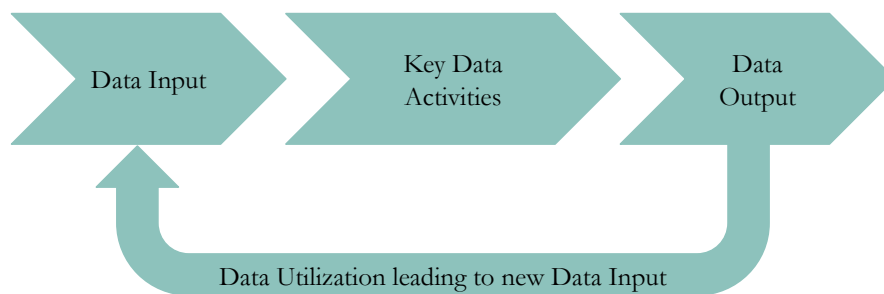 Data Input
Key Data
Activities
Data
Output
Data Utilization leading to new Data Input